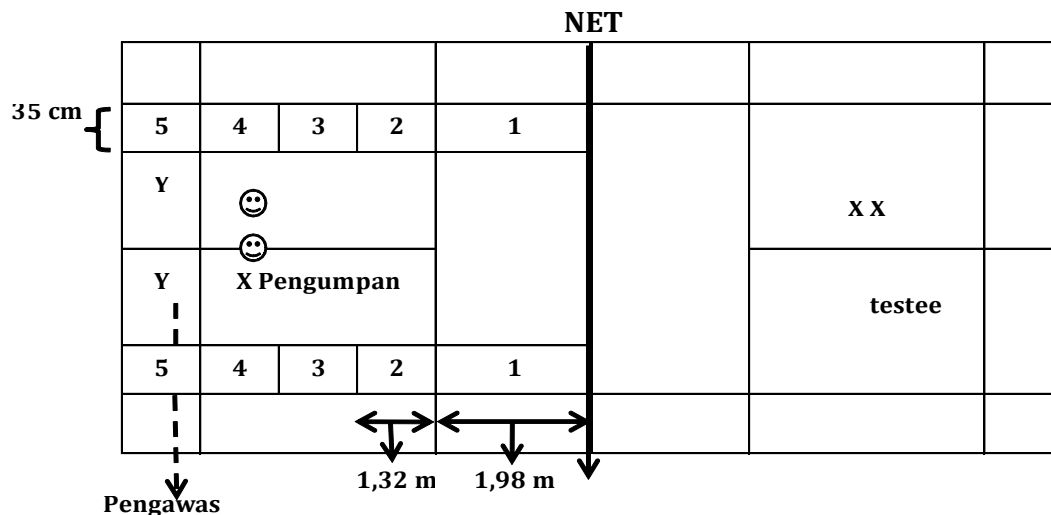 NET
35 cm
5 4 3 2 1
Y
X X
Y X Pengumpan
testee
5 4 3 2 1
1,32 m 1,98 m
Pengawas